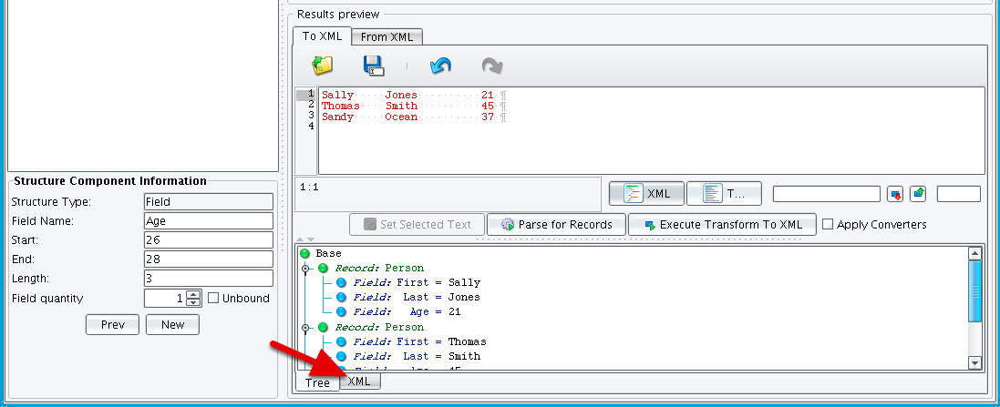 Results preview
To XML
From XML
1 Sally Jones 21 ¶
2 Thomas Smith 45 ¶
3 Sandy Ocean 37 ¶
4
1:1
XML
T...
Set Selected Text
Parse for Records
Execute Transform To XML
Apply Converters
Structure Component Information
Structure Type: Field
Field Name: Age
Start: 26
End: 28
Length: 3
Field quantity 1 Unbound
Prev
New
Base
Record: Person
Field: First = Sally
Field: Last = Jones
Field: Age = 21
Record: Person
Field: First = Thomas
Field: Last = Smith
Tree
XML